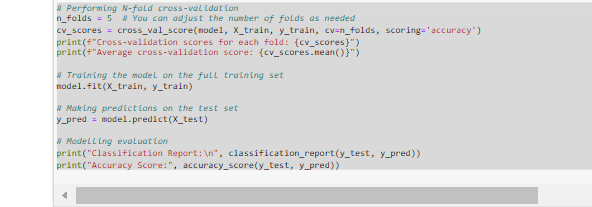 # Performing N-fold cross-validation
n_folds = 5  # You can adjust the number of folds as needed
cv_scores = cross_val_score(model, X_train, y_train, cv=n_folds, scoring='accuracy')
print(f"Cross-validation scores for each fold: {cv_scores}")
print(f"Average cross-validation score: {cv_scores.mean()}")
# Training the model on the full training set
model.fit(X_train, y_train)
# Making predictions on the test set
y_pred = model.predict(X_test)
# Modelling evaluation
print("Classification Report:\n", classification_report(y_test, y_pred))
print("Accuracy Score:", accuracy_score(y_test, y_pred))